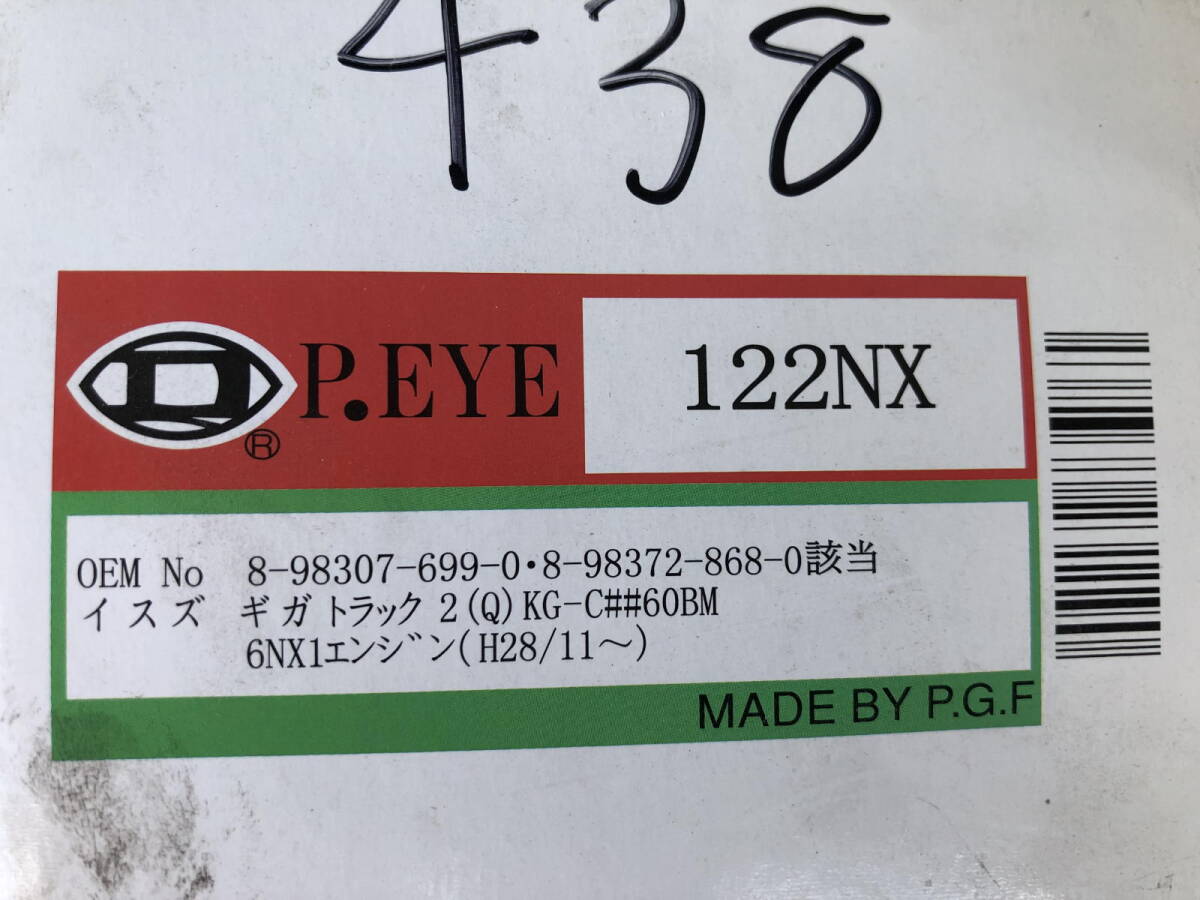 438
P.EYE 122NX
®
OEM No 8-98307-699-0・8-98372-868-0該当
イスズ ギガトラック 2(Q)KG-C##60BM
6NX1エンジン(H28/11～)
MADE BY P.G.F